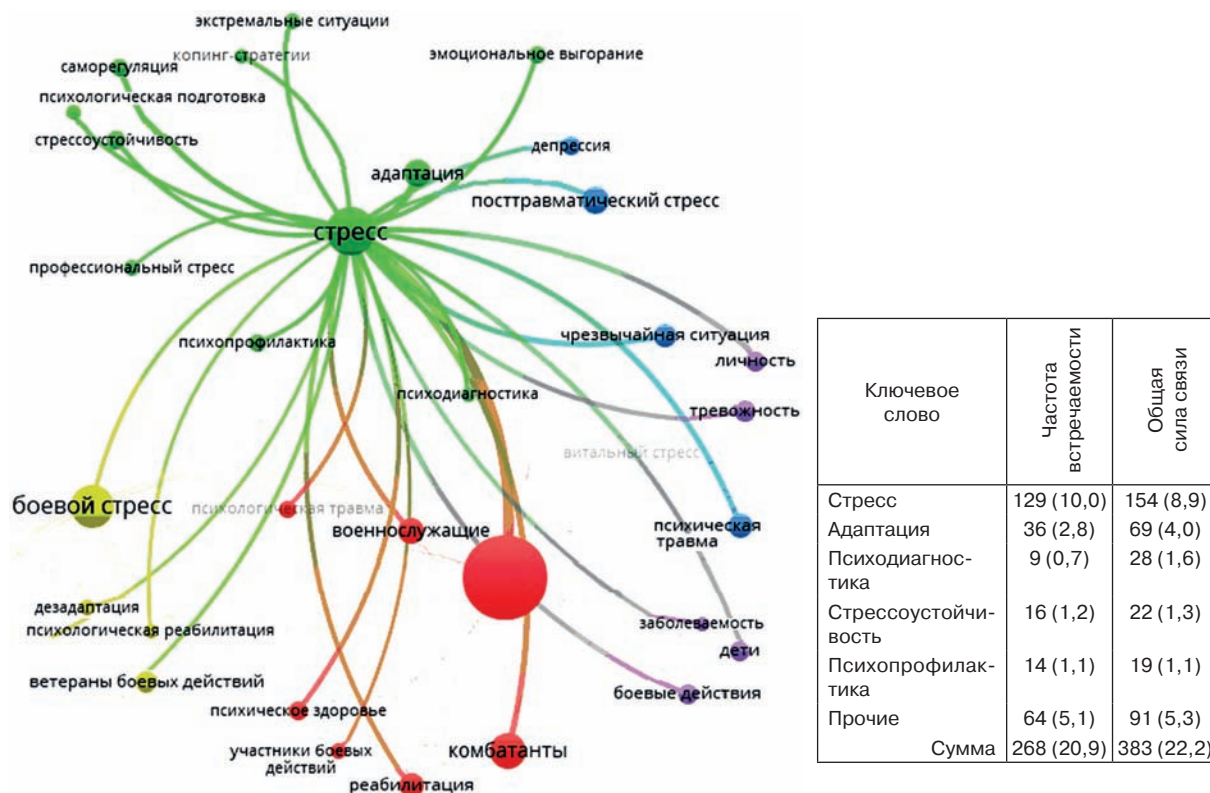 экстремальные ситуации
копинг-стратегии
эмоциональное выгорание
саморегуляция
психологическая подготовка
стрессоустойчивость
депрессия
адаптация
посттравматический стресс
стресс
профессиональный стресс
чрезвычайная ситуация
психопрофилактика
личность
психодиагностика
тревожность
витальный стресс
боевой стресс
психологическая травма
военнослужащие
психическая
травма
дезадаптация
заболеваемость
психологическая реабилитация
дети
ветераны боевых действий
боевые действия
психическое здоровье
участники боевых
действий
комбатанты
реабилитация
Ключевое
слово
Частота
встречаемости
Общая
сила связи
Стресс 129 (10,0) 154 (8,9)
Адаптация 36 (2,8) 69 (4,0)
Психодиагнос-
тика 9 (0,7) 28 (1,6)
Стрессоустойчи-
вость 16 (1,2) 22 (1,3)
Психопрофилак-
тика 14 (1,1) 19 (1,1)
Прочие 64 (5,1) 91 (5,3)
Сумма 268 (20,9) 383 (22,2)